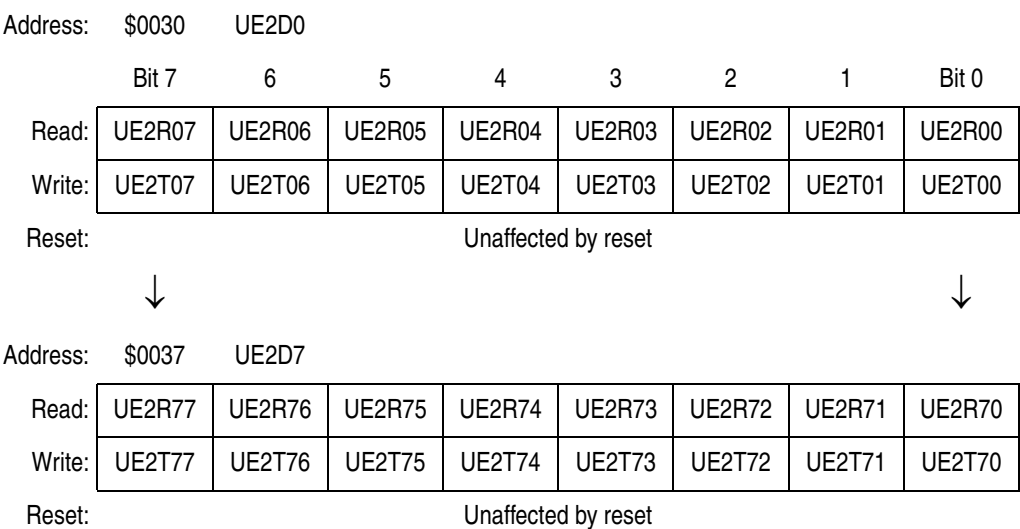 Address: $0030 UE2D0
Bit 7 6 5 4 3 2 1 Bit 0
Read: UE2R07 UE2R06 UE2R05 UE2R04 UE2R03 UE2R02 UE2R01 UE2R00
Write: UE2T07 UE2T06 UE2T05 UE2T04 UE2T03 UE2T02 UE2T01 UE2T00
Reset: Unaffected by reset
↓ ↓
Address: $0037 UE2D7
Read: UE2R77 UE2R76 UE2R75 UE2R74 UE2R73 UE2R72 UE2R71 UE2R70
Write: UE2T77 UE2T76 UE2T75 UE2T74 UE2T73 UE2T72 UE2T71 UE2T70
Reset: Unaffected by reset